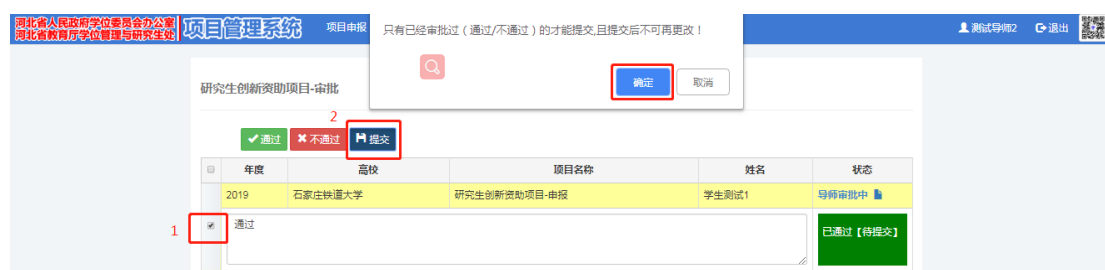 河北省人民政府学位委员会办公室
河北省教育厅学位管理与研究生处
项目管理系统
项目申报
只有已经审批过（通过/不通过）的才能提交,且提交后不可再更改！
确定
取消
测试导师2
退出
研究生创新资助项目-审批
2
通过 不通过 提交
年度 高校 项目名称 姓名 状态
2019 石家庄铁道大学 研究生创新资助项目-申报 学生测试1 导师审批中
1
通过
已通过【待提交】